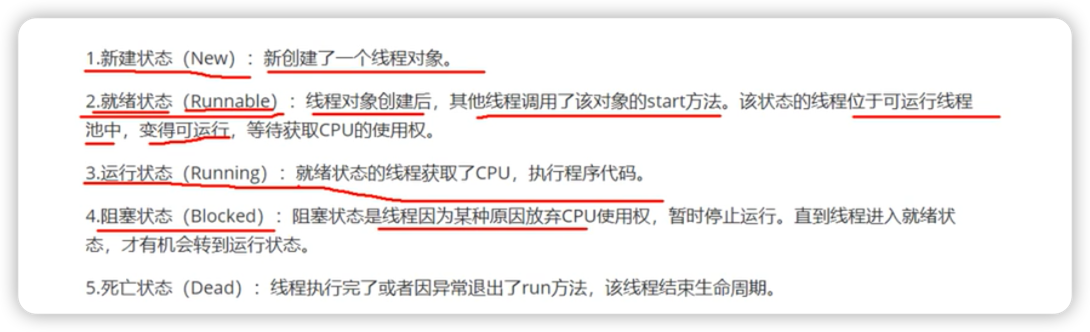 1.新建状态（New）：新创建了一个线程对象。
2.就绪状态（Runnable）：线程对象创建后，其他线程调用了该对象的start方法。该状态的线程位于可运行线程
池中，变得可运行，等待获取CPU的使用权。
3.运行状态（Running）：就绪状态的线程获取了CPU，执行程序代码。
4.阻塞状态（Blocked）：阻塞状态是线程因为某种原因放弃CPU使用权，暂时停止运行。直到线程进入就绪状
态，才有机会转到运行状态。
5.死亡状态（Dead）：线程执行完了或者因异常退出了run方法，该线程结束生命周期。